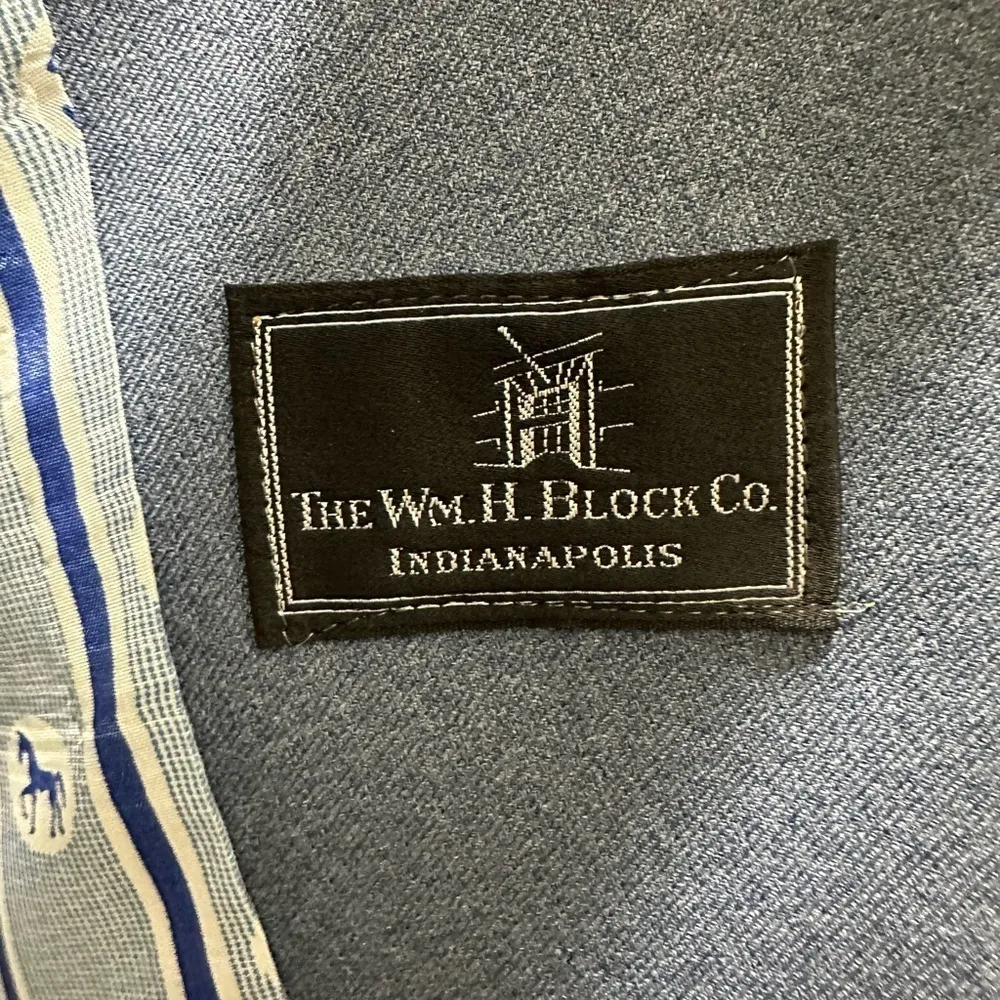 The Wm. H. Block Co.
Indianapolis